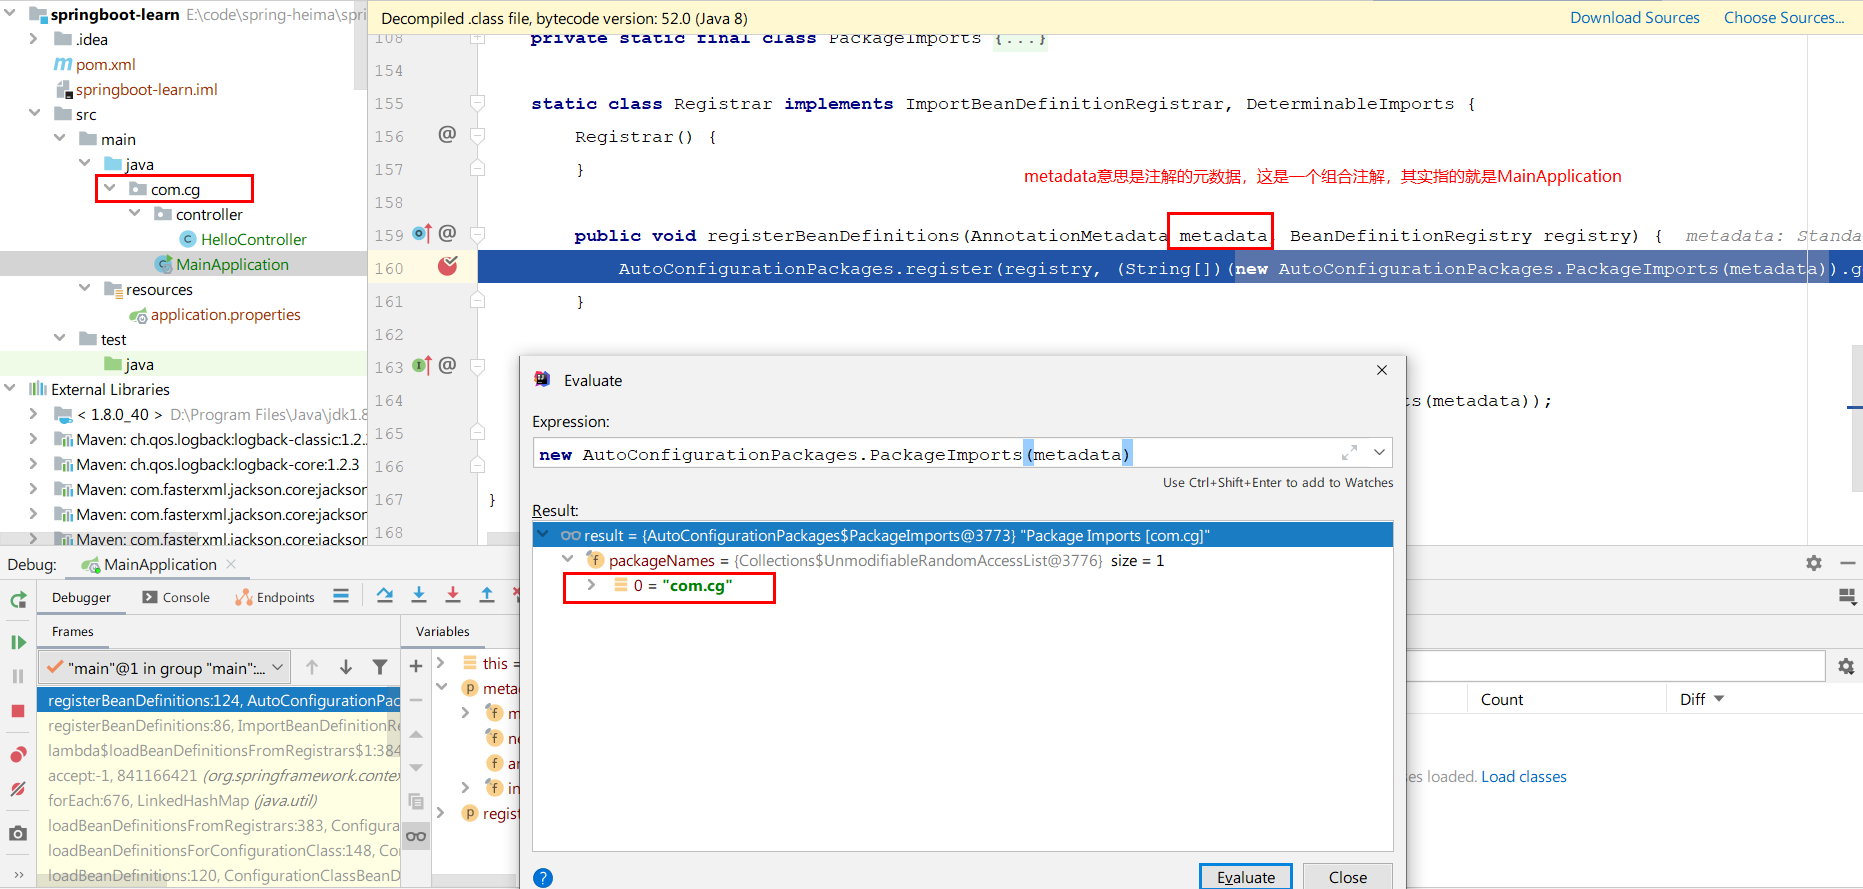 springboot-learn E:\code\spring-heima\spri
.idea
pom.xml
springboot-learn.iml
src
main
java
com.cg
controller
HelloController
MainApplication
resources
application.properties
test
java
External Libraries
< 1.8.0_40 > D:\Program Files\Java\jdk1.8
Maven: ch.qos.logback:logback-classic:1.2.
Maven: ch.qos.logback:logback-core:1.2.3
Maven: com.fasterxml.jackson.core:jackson
Maven: com.fasterxml.jackson.core:jackson
Maven: com.fasterxml.jackson.core:jackson
Decompiled .class file, bytecode version: 52.0 (Java 8)
Download Sources Choose Sources...
108 private static final class PackageImports {...}
154
155 static class Registrar implements ImportBeanDefinitionRegistrar, DeterminableImports {
156 @ Registrar() {
157 }
metadata意思是注解的元数据，这是一个组合注解，其实指的就是MainApplication
158
159 @ public void registerBeanDefinitions(AnnotationMetadata metadata, BeanDefinitionRegistry registry) { metadata: Standa
160 AutoConfigurationPackages.register(registry, (String[])(new AutoConfigurationPackages.PackageImports(metadata)).g
161 }
162
163 @
164 ts(metadata));
165
166
167 }
168
Evaluate
Expression:
new AutoConfigurationPackages.PackageImports(metadata)
Use Ctrl+Shift+Enter to add to Watches
Result:
result = {AutoConfigurationPackages$PackageImports@3773} "Package Imports [com.cg]"
packageNames = {Collections$UnmodifiableRandomAccessList@3776} size = 1
0 = "com.cg"
Evaluate
Close
Debug: MainApplication
Debugger Console Endpoints
Frames
Variables
"main"@1 in group "main":...
registerBeanDefinitions:124, AutoConfigurationPac
registerBeanDefinitions:86, ImportBeanDefinitionRe
lambda$loadBeanDefinitionsFromRegistrars$1:384
accept:-1, 841166421 (org.springframework.contex
forEach:676, LinkedHashMap (java.util)
loadBeanDefinitionsFromRegistrars:383, Configura
loadBeanDefinitionsForConfigurationClass:148, Co
loadBeanDefinitions:120, ConfigurationClassBeanD
this =
meta
m
ne
ar
in
regist
Count
Diff
es loaded. Load classes